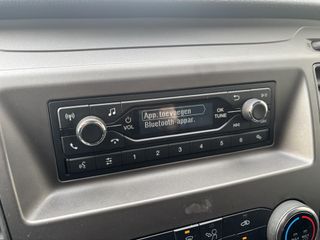 App. toevoegen
Bluetooth-appar.
VOL
OK
TUNE
1 2 3 4 5 6